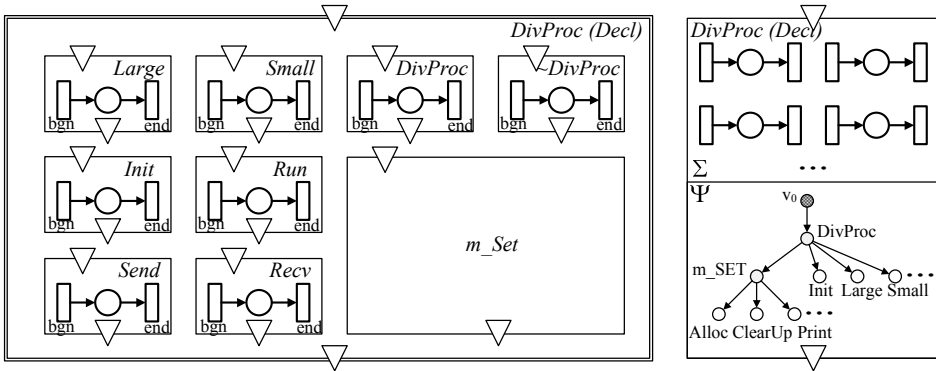 DivProc (Decl)
Large Small DivProc ~DivProc
bgn end bgn end bgn end bgn end
Init Run
bgn end bgn end
m_Set
Send Recv
bgn end bgn end
DivProc (Decl)
Σ ...
Ψ
v0
DivProc
m_SET
Init Large Small ...
Alloc ClearUp Print ...